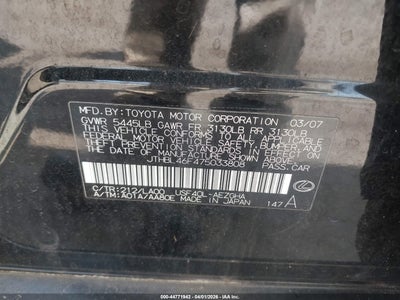 MFD. BY: TOYOTA MOTOR CORPORATION 03/07
GVWR 5445LB GAWR FR 3130LB RR 3130LB
THIS VEHICLE CONFORMS TO ALL APPLICABLE
FEDERAL MOTOR VEHICLE SAFETY, BUMPER, AND
THEFT PREVENTION STANDARDS IN EFFECT ON
THE DATE OF MANUFACTURE SHOWN ABOVE.
PASS. CAR
C/TR: 212/LA00 USF40L-AEZGHA
A/TM: A01A/AA80E MADE IN JAPAN 147 A
000-44771943 - 04/01/2026 -